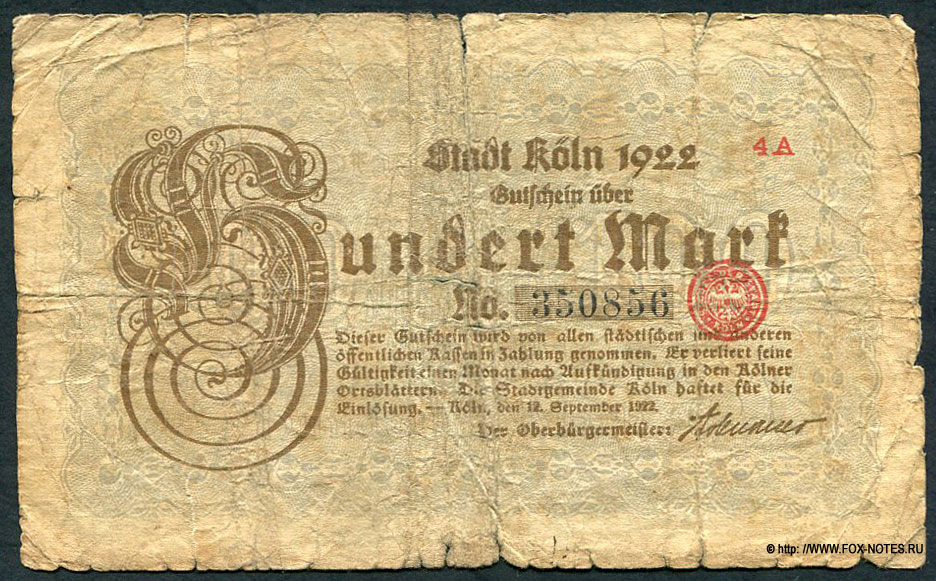 Stadt Köln 1922
4 A
Gutschein über
Hundert Mark
No. 350856
Dieser Gutschein wird von allen städtischen und anderen
öffentlichen Kassen in Zahlung genommen. Er verliert seine
Gültigkeit einen Monat nach Aufkündigung in den Kölner
Ortsblättern. Die Stadtgemeinde Köln haftet für die
Einlösung. — Köln, den 12. September 1922.
Der Oberbürgermeister: Adenauer
© http: //WWW.FOX-NOTES.RU